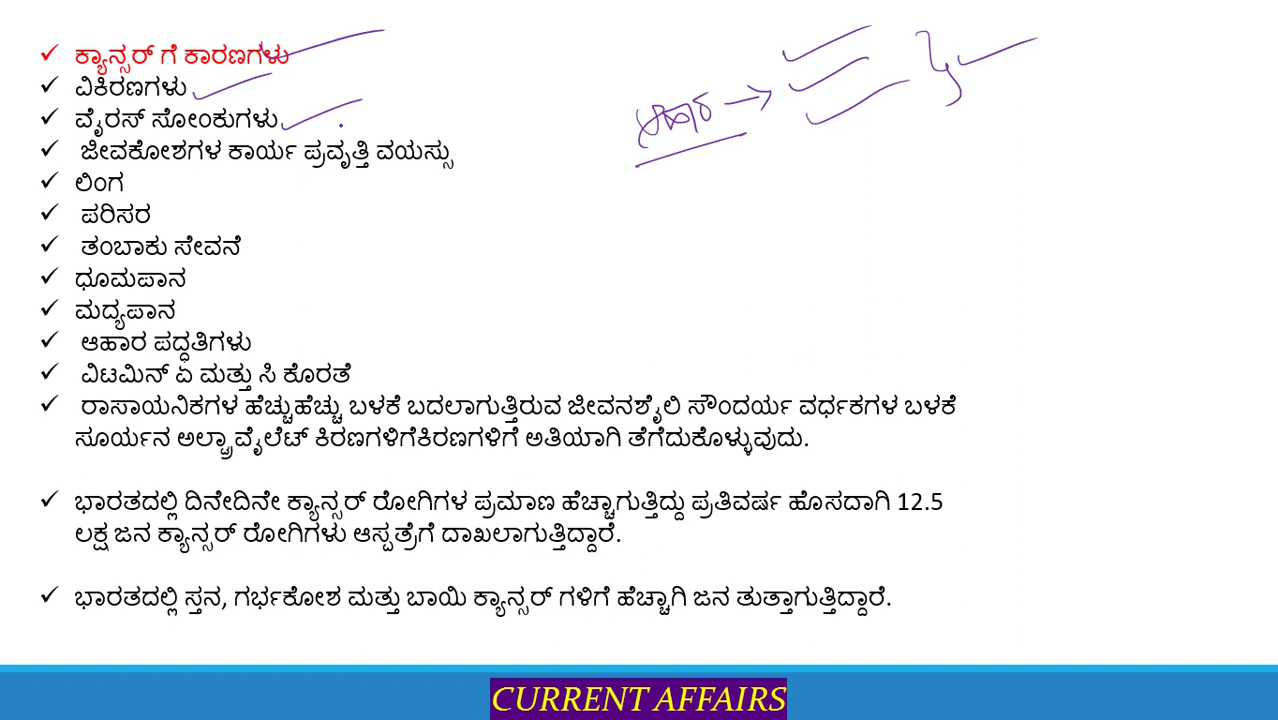 ಕ್ಯಾನ್ಸರ್ ಗೆ ಕಾರಣಗಳು
ವಿಕಿರಣಗಳು
ವೈರಸ್ ಸೋಂಕುಗಳು
ಜೀವಕೋಶಗಳ ಕಾರ್ಯ ಪ್ರವೃತ್ತಿ ವಯಸ್ಸು
ಲಿಂಗ
ಪರಿಸರ
ತಂಬಾಕು ಸೇವನೆ
ಧೂಮಪಾನ
ಮದ್ಯಪಾನ
ಆಹಾರ ಪದ್ಧತಿಗಳು
ವಿಟಮಿನ್ ಏ ಮತ್ತು ಸಿ ಕೊರತೆ
ರಾಸಾಯನಿಕಗಳ ಹೆಚ್ಚುಹೆಚ್ಚು ಬಳಕೆ ಬದಲಾಗುತ್ತಿರುವ ಜೀವನಶೈಲಿ ಸೌಂದರ್ಯ ವರ್ಧಕಗಳ ಬಳಕೆ
ಸೂರ್ಯನ ಅಲ್ಟ್ರಾವೈಲೆಟ್ ಕಿರಣಗಳಿಗೆಕಿರಣಗಳಿಗೆ ಅತಿಯಾಗಿ ತೆಗೆದುಕೊಳ್ಳುವುದು.
ಭಾರತದಲ್ಲಿ ದಿನೇದಿನೇ ಕ್ಯಾನ್ಸರ್ ರೋಗಿಗಳ ಪ್ರಮಾಣ ಹೆಚ್ಚಾಗುತ್ತಿದ್ದು ಪ್ರತಿವರ್ಷ ಹೊಸದಾಗಿ 12.5
ಲಕ್ಷ ಜನ ಕ್ಯಾನ್ಸರ್ ರೋಗಿಗಳು ಆಸ್ಪತ್ರೆಗೆ ದಾಖಲಾಗುತ್ತಿದ್ದಾರೆ.
ಭಾರತದಲ್ಲಿ ಸ್ತನ, ಗರ್ಭಕೋಶ ಮತ್ತು ಬಾಯಿ ಕ್ಯಾನ್ಸರ್ ಗಳಿಗೆ ಹೆಚ್ಚಾಗಿ ಜನ ತುತ್ತಾಗುತ್ತಿದ್ದಾರೆ.
CURRENT AFFAIRS